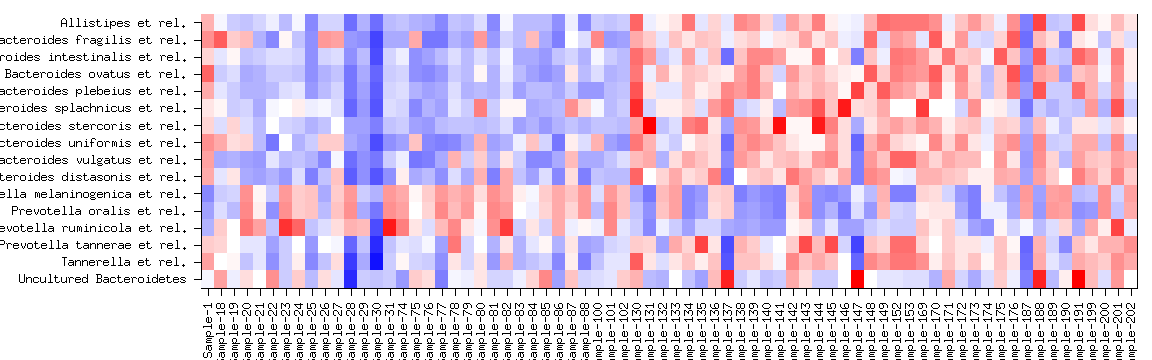 Allistipes et rel.
acteroides fragilis et rel.
roides intestinalis et rel.
Bacteroides ovatus et rel.
acteroides plebeius et rel.
eroides splachnicus et rel.
cteroides stercoris et rel.
cteroides uniformis et rel.
acteroides vulgatus et rel.
teroides distasonis et rel.
ella melaninogenica et rel.
Prevotella oralis et rel.
evotella ruminicola et rel.
Prevotella tannerae et rel.
Tannerella et rel.
Uncultured Bacteroidetes
Sample-1
ample-18
ample-19
ample-20
ample-21
ample-22
ample-23
ample-24
ample-25
ample-26
ample-27
ample-28
ample-29
ample-30
ample-31
ample-74
ample-75
ample-76
ample-77
ample-78
ample-79
ample-80
ample-81
ample-82
ample-83
ample-84
ample-85
ample-86
ample-87
ample-88
mple-100
mple-101
mple-102
mple-130
mple-131
mple-132
mple-133
mple-134
mple-135
mple-136
mple-137
mple-138
mple-139
mple-140
mple-141
mple-142
mple-143
mple-144
mple-145
mple-146
mple-147
mple-148
mple-149
mple-151
mple-153
mple-169
mple-170
mple-171
mple-172
mple-173
mple-174
mple-175
mple-176
mple-187
mple-188
mple-189
mple-190
mple-191
mple-199
mple-200
mple-201
mple-202